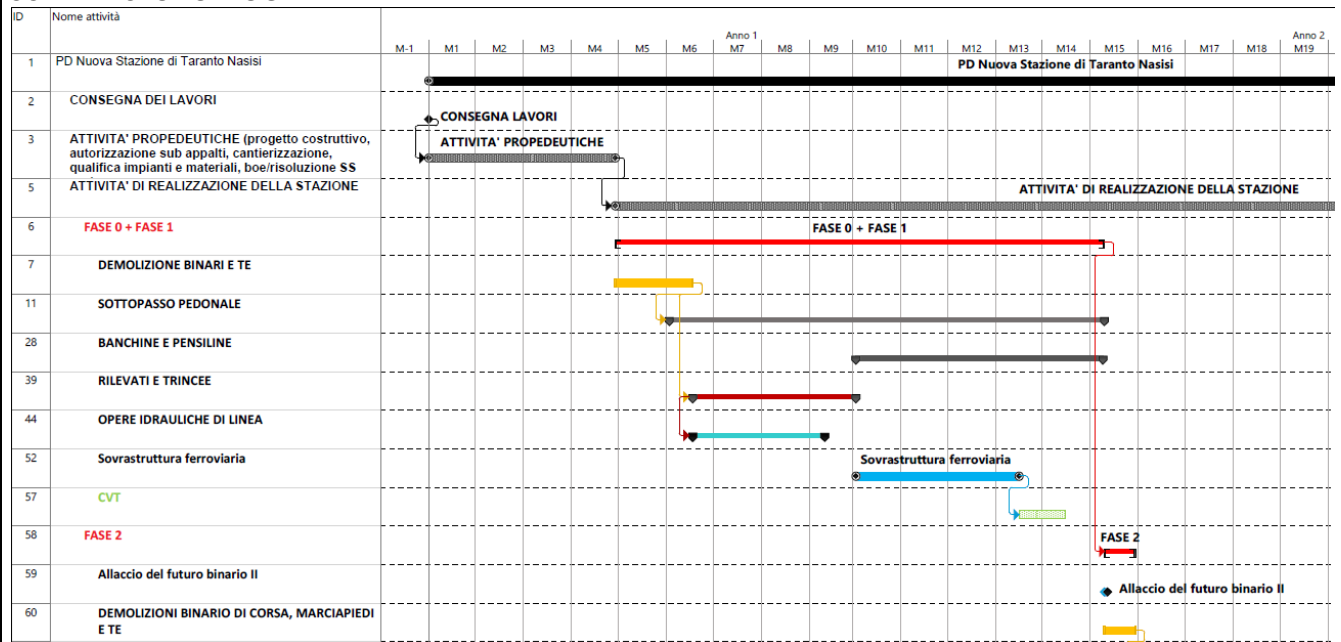 ID Nome attività
Anno 1 Anno 2
M-1 M1 M2 M3 M4 M5 M6 M7 M8 M9 M10 M11 M12 M13 M14 M15 M16 M17 M18 M19
1 PD Nuova Stazione di Taranto Nasisi PD Nuova Stazione di Taranto Nasisi
2 CONSEGNA DEI LAVORI
CONSEGNA LAVORI
3 ATTIVITA' PROPEDEUTICHE (progetto costruttivo,
autorizzazione sub appalti, cantierizzazione,
qualifica impianti e materiali, boe/risoluzione SS
ATTIVITA' PROPEDEUTICHE
5 ATTIVITA' DI REALIZZAZIONE DELLA STAZIONE ATTIVITA' DI REALIZZAZIONE DELLA STAZIONE
6 FASE 0 + FASE 1 FASE 0 + FASE 1
7 DEMOLIZIONE BINARI E TE
11 SOTTOPASSO PEDONALE
28 BANCHINE E PENSILINE
39 RILEVATI E TRINCEE
44 OPERE IDRAULICHE DI LINEA
52 Sovrastruttura ferroviaria Sovrastruttura ferroviaria
57 CVT
58 FASE 2 FASE 2
59 Allaccio del futuro binario II Allaccio del futuro binario II
60 DEMOLIZIONI BINARIO DI CORSA, MARCIAPIEDI
E TE